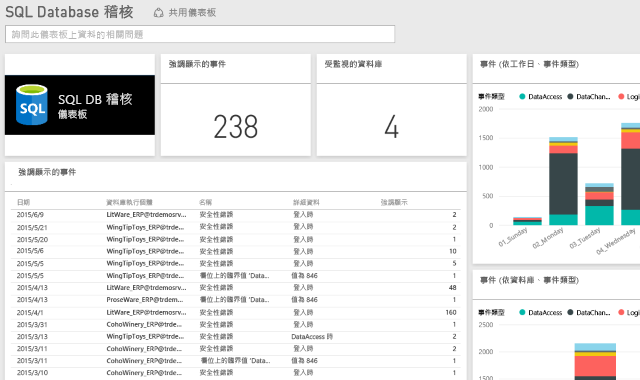 SQL Database 稽核
共用儀表板
詢問此儀表板上資料的相關問題
SQL
SQL DB 稽核
儀表板
強調顯示的事件
238
受監視的資料庫
4
事件 (依工作日、事件類型)
事件類型 DataAccess DataChan... Logi
2000
1500
1000
500
0
01_Sunday 02_Monday 03_Tuesday 04_Wednesday
強調顯示的事件
日期 資料庫執行個體 名稱 詳細資料 強調顯示
2015/6/9 LitWare_ERP@trdemosrv... 安全性錯誤 登入時 2
2015/5/21 WingTipToys_ERP@trde... 安全性錯誤 登入時 2
2015/5/20 WingTipToys_ERP@trde... 安全性錯誤 登入時 1
2015/5/6 WingTipToys_ERP@trde... 安全性錯誤 登入時 10
2015/5/5 WingTipToys_ERP@trde... 安全性錯誤 登入時 5
2015/5/5 WingTipToys_ERP@trde... 欄位上的臨界值 'Data... 值為 846 1
2015/4/13 LitWare_ERP@trdemosrv... 安全性錯誤 登入時 48
2015/4/13 ProseWare_ERP@trdem... 欄位上的臨界值 'Data... 值為 846 1
2015/4/1 LitWare_ERP@trdemosrv... 安全性錯誤 登入時 160
2015/3/31 CohoWinery_ERP@trde... 安全性錯誤 登入時 1
2015/3/13 WingTipToys_ERP@trde... 安全性錯誤 DataAccess 時 2
2015/3/11 CohoWinery_ERP@trde... 安全性錯誤 登入時 2
2015/3/11 CohoWinery_ERP@trde... 欄位上的臨界值 'Data... 值為 846 1
2015/3/10 CohoWinery_ERP@trde... 安全性錯誤 登入時 1
事件 (依資料庫、事件類型)
事件類型 DataAccess DataChan... Logi
2500
2000
1500